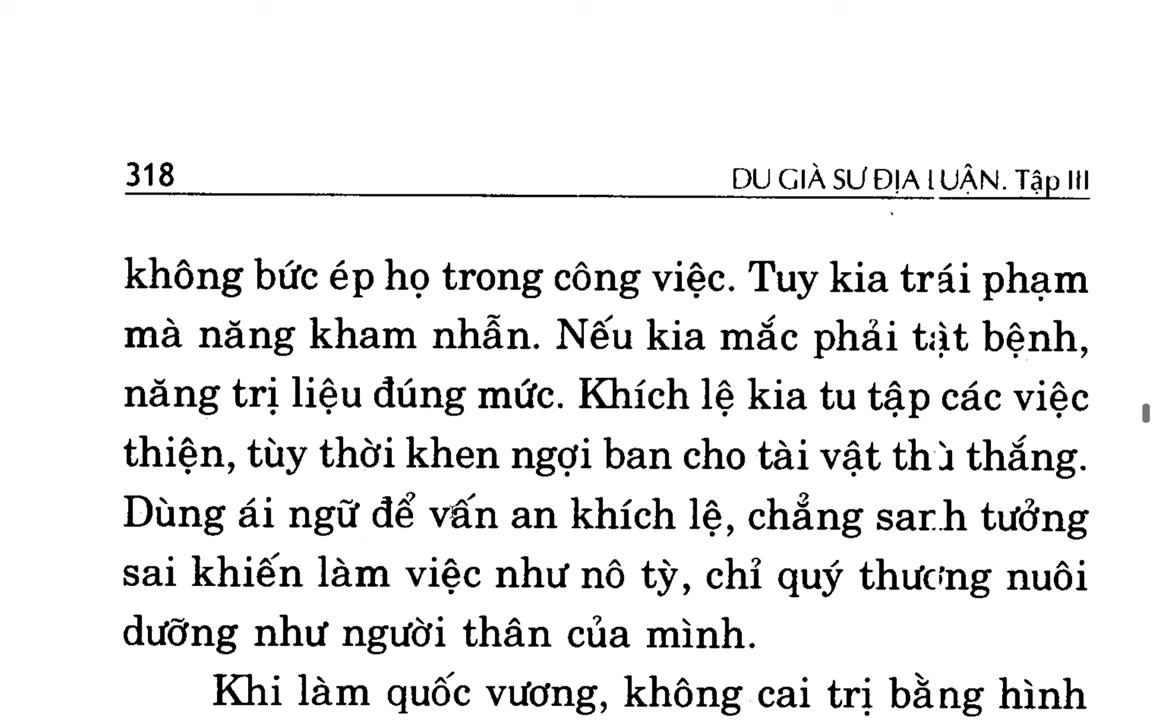 318
DU GIÀ SƯ ĐỊA LUẬN. Tập III
không bức ép họ trong công việc. Tuy kia trái phạm
mà năng kham nhẫn. Nếu kia mắc phải tật bệnh,
năng trị liệu đúng mức. Khích lệ kia tu tập các việc
thiện, tùy thời khen ngợi ban cho tài vật thù thắng.
Dùng ái ngữ để vấn an khích lệ, chẳng sanh tưởng
sai khiến làm việc như nô tỳ, chỉ quý thương nuôi
dưỡng như người thân của mình.
Khi làm quốc vương, không cai trị bằng hình